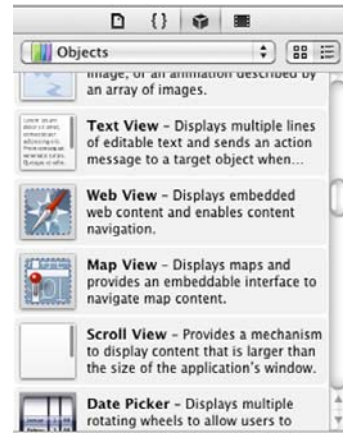 { }
Objects
image, or an animation described by
an array of images.
Text View – Displays multiple lines
of editable text and sends an action
message to a target object when...
Web View – Displays embedded
web content and enables content
navigation.
Map View – Displays maps and
provides an embeddable interface to
navigate map content.
Scroll View – Provides a mechanism
to display content that is larger than
the size of the application's window.
Date Picker – Displays multiple
rotating wheels to allow users to